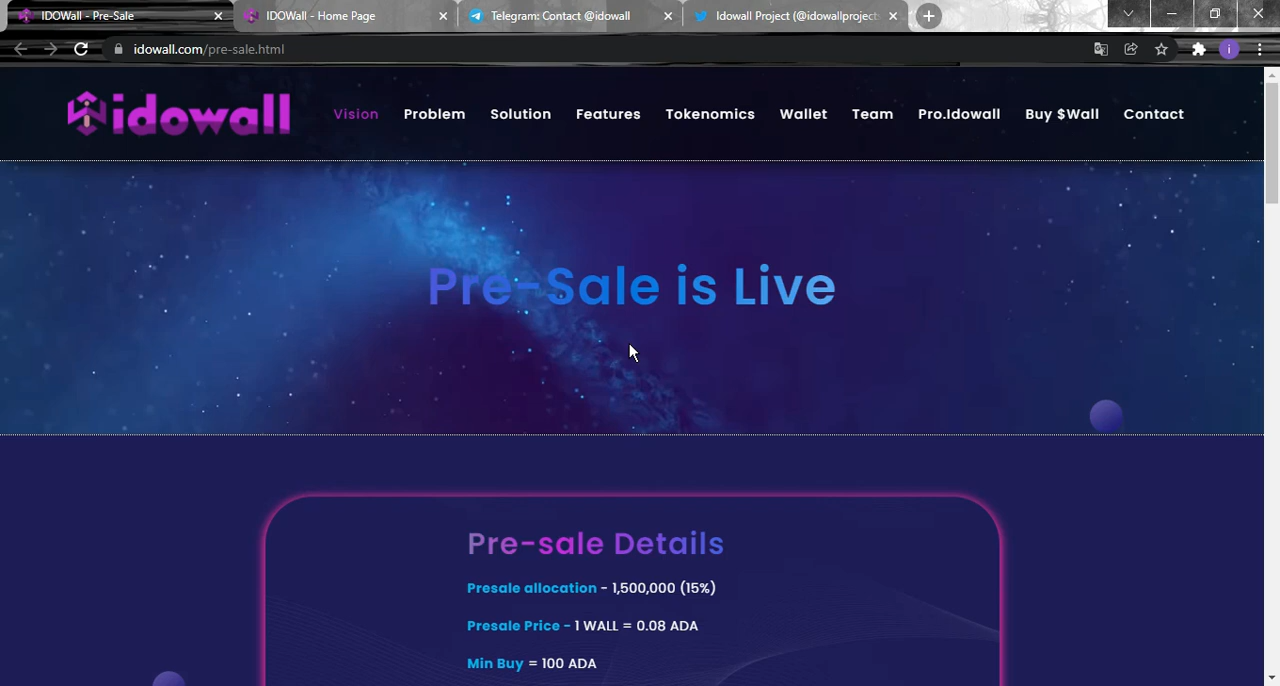 IDOWall - Pre-Sale
IDOWall - Home Page
Telegram: Contact @idowall
Idowall Project (@idowallproject
idowall.com/pre-sale.html
i
idowall
Vision
Problem
Solution
Features
Tokenomics
Wallet
Team
Pro.Idowall
Buy $Wall
Contact
Pre-Sale is Live
Pre-sale Details
Presale allocation - 1,500,000 (15%)
Presale Price - 1 WALL = 0.08 ADA
Min Buy = 100 ADA